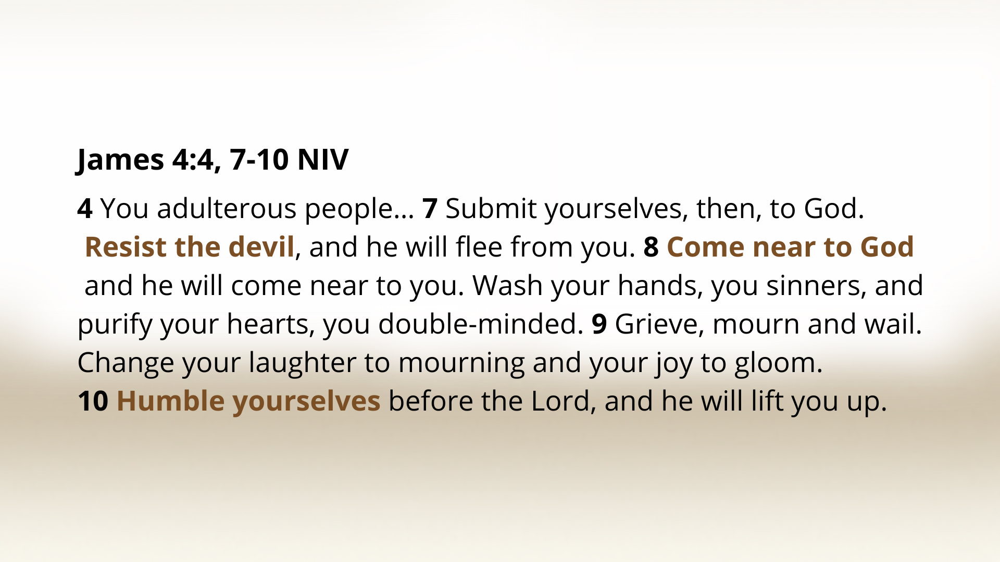 James 4:4, 7-10 NIV
4 You adulterous people... 7 Submit yourselves, then, to God.
Resist the devil, and he will flee from you. 8 Come near to God
and he will come near to you. Wash your hands, you sinners, and
purify your hearts, you double-minded. 9 Grieve, mourn and wail.
Change your laughter to mourning and your joy to gloom.
10 Humble yourselves before the Lord, and he will lift you up.